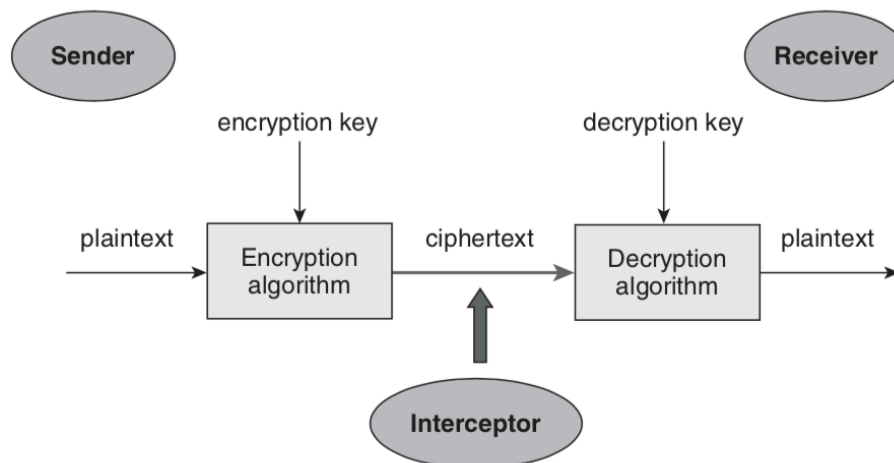 Sender
Receiver
encryption key
decryption key
plaintext
Encryption
algorithm
ciphertext
Decryption
algorithm
plaintext
Interceptor